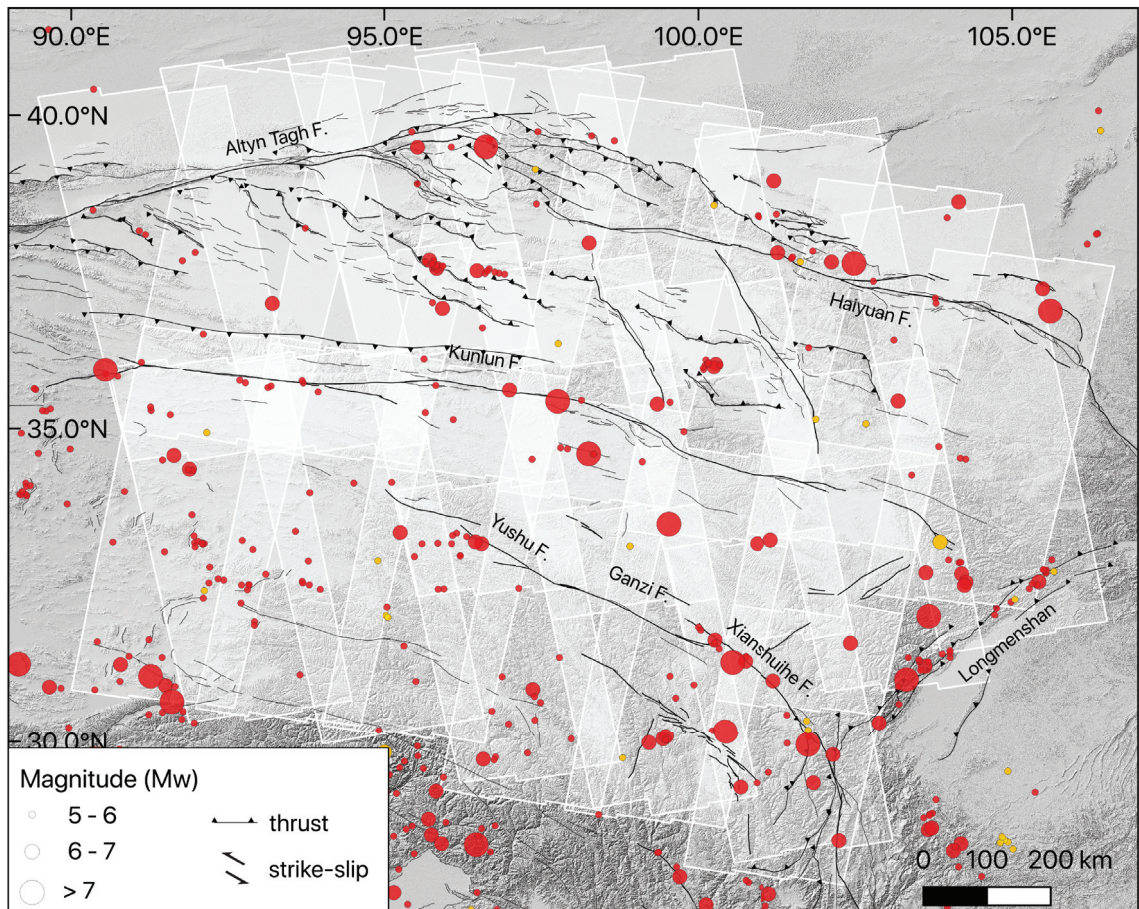 90.0°E 95.0°E 100.0°E 105.0°E
40.0°N
Altyn Tagh F.
Haiyuan F.
Kunlun F.
35.0°N
Yushu F.
Ganzi F.
Xianshuihe F.
Longmenshan
30.0°N
Magnitude (Mw)
5 - 6
6 - 7
> 7
thrust
strike-slip
0 100 200 km